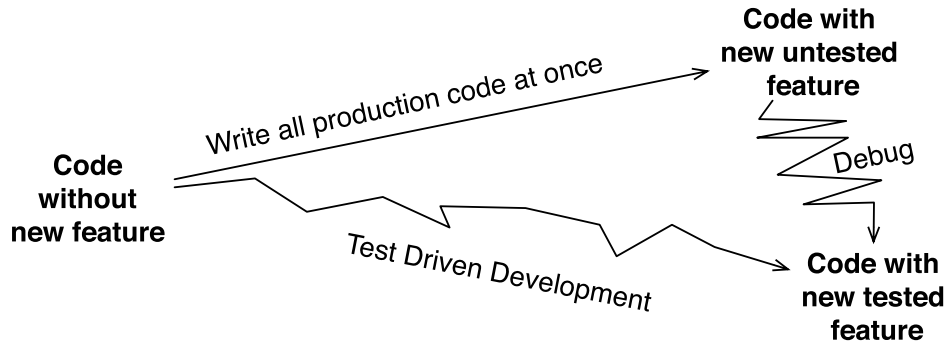 Code with
new untested
feature
Write all production code at once
Code
without
new feature
Debug
Test Driven Development
Code with
new tested
feature